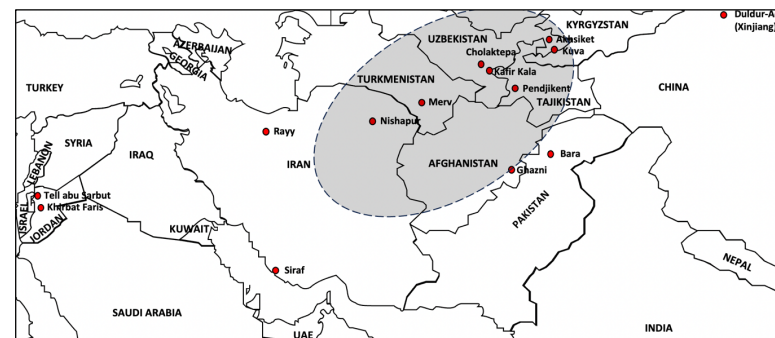 Duldur-A
(Xinjiang)
KYRGYZSTAN
UZBEKISTAN
Akhsiket
Kuva
AZERBAIJAN
GEORGIA
Cholaktepa
Kafir Kala
TURKEY
TURKMENISTAN
Pendjikent
CHINA
Merv
TAJIKISTAN
Nishapur
Rayy
SYRIA
LEBANON
IRAQ
IRAN
AFGHANISTAN
Bara
Ghazni
Tell abu Sarbut
Khirbat Faris
ISRAEL
JORDAN
PAKISTAN
KUWAIT
NEPAL
Siraf
SAUDI ARABIA
UAE
INDIA